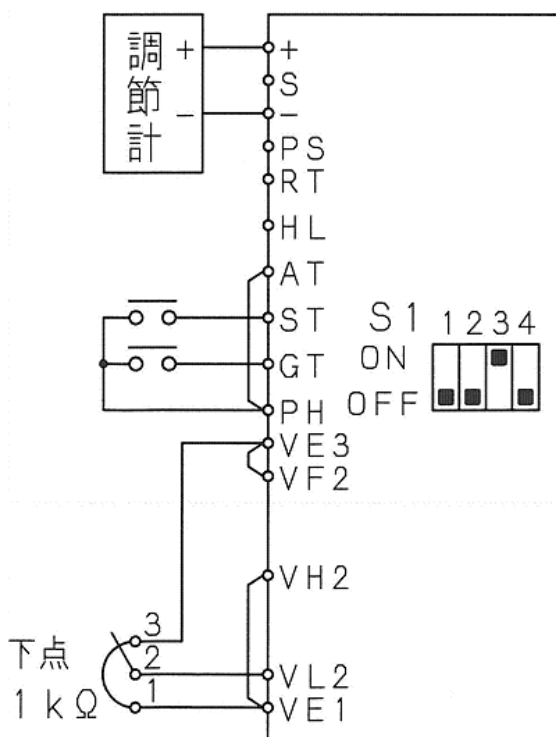 調節計
+ +
S
- -
PS
RT
HL
AT
ST
GT
PH
VE3
VF2
VH2
VL2
VE1
S1 1 2 3 4
ON
OFF
3
2
1
下点
1kΩ